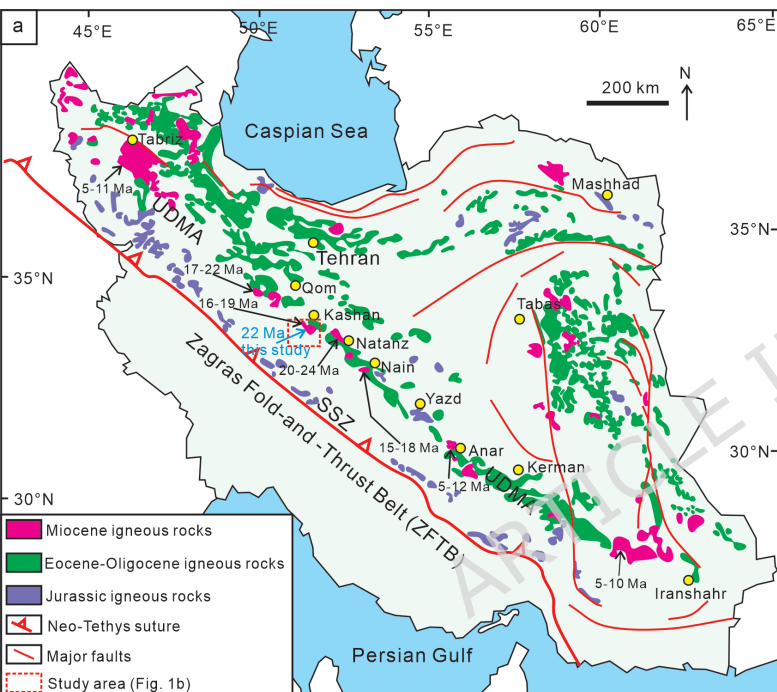 a
45°E
50°E
55°E
60°E
65°E
200 km
N
Caspian Sea
Tabriz
Mashhad
5-11 Ma
UDMA
35°N
Tehran
17-22 Ma
35°N
Qom
16-19 Ma
Kashan
Tabas
22 Ma
this study
Natanz
20-24 Ma
Nain
Zagras Fold-and -Thrust Belt (ZFTB)
SSZ
Yazd
15-18 Ma
Anar
30°N
Kerman
5-12 Ma
UDMA
30°N
ARTICLE I
5-10 Ma
Iranshahr
Persian Gulf
Miocene igneous rocks
Eocene-Oligocene igneous rocks
Jurassic igneous rocks
Neo-Tethys suture
Major faults
Study area (Fig. 1b)